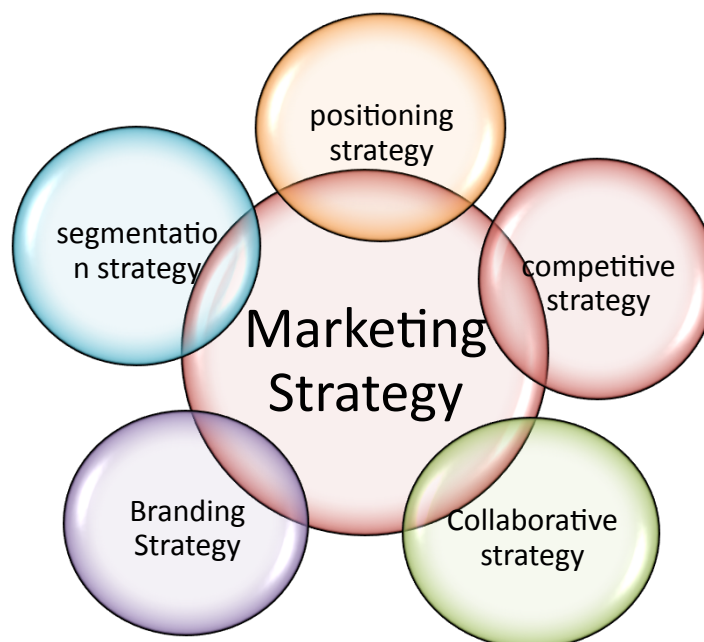 positioning
strategy
segmentatio
n strategy
competitive
strategy
Marketing
Strategy
Branding
Strategy
Collaborative
strategy